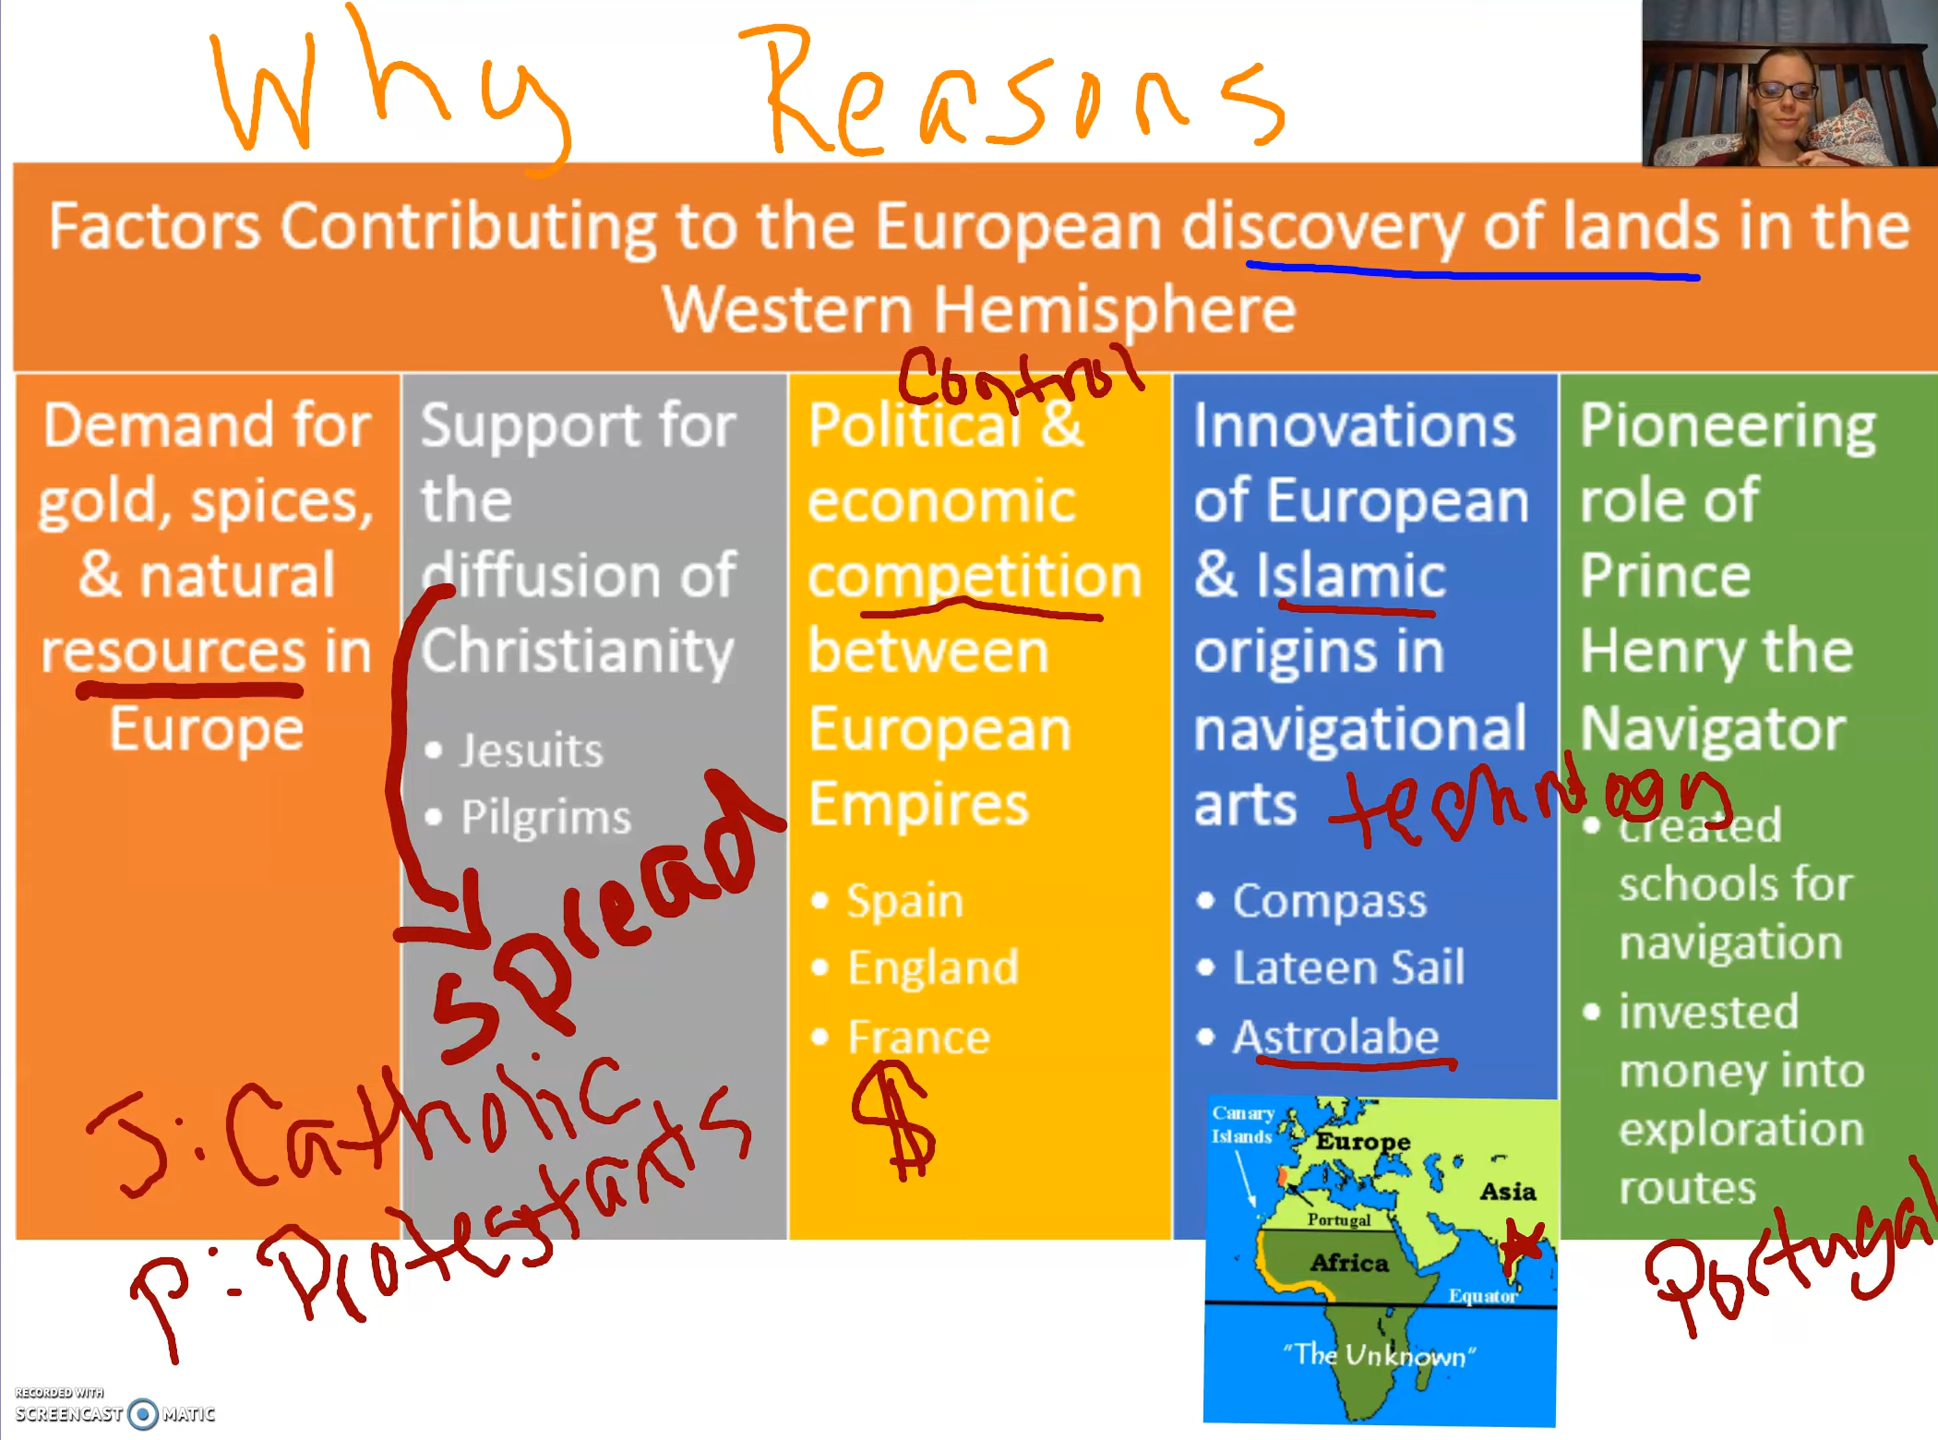 Why Reasons
Factors Contributing to the European discovery of lands in the
Western Hemisphere
Demand for
gold, spices,
& natural
resources in
Europe
Support for
the
diffusion of
Christianity
• Jesuits
• Pilgrims
Spread
J: Catholic
P: Protestants
Control
Political &
economic
competition
between
European
Empires
• Spain
• England
• France
$
Innovations
of European
& Islamic
origins in
navigational
arts
technology
• Compass
• Lateen Sail
• Astrolabe
Canary
Islands
Europe
Asia
Portugal
Africa
Equator
"The Unknown"
Pioneering
role of
Prince
Henry the
Navigator
• created
schools for
navigation
• invested
money into
exploration
routes
Portugal
RECORDED WITH
SCREENCAST MATIC